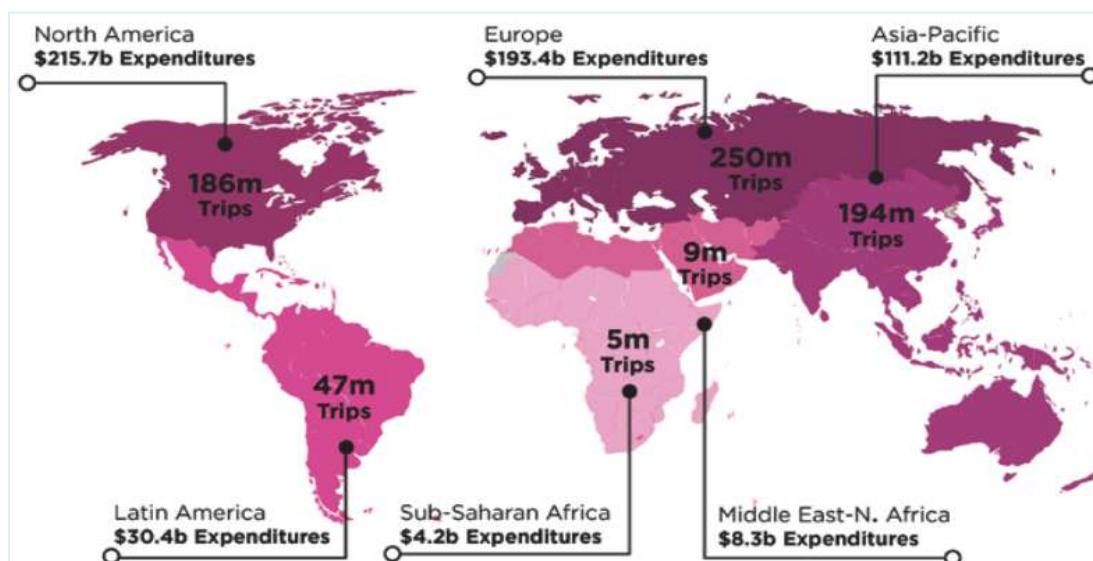 North America
$215.7b Expenditures
Europe
$193.4b Expenditures
Asia-Pacific
$111.2b Expenditures
186m
Trips
250m
Trips
194m
Trips
9m
Trips
5m
Trips
47m
Trips
Latin America
$30.4b Expenditures
Sub-Saharan Africa
$4.2b Expenditures
Middle East-N. Africa
$8.3b Expenditures